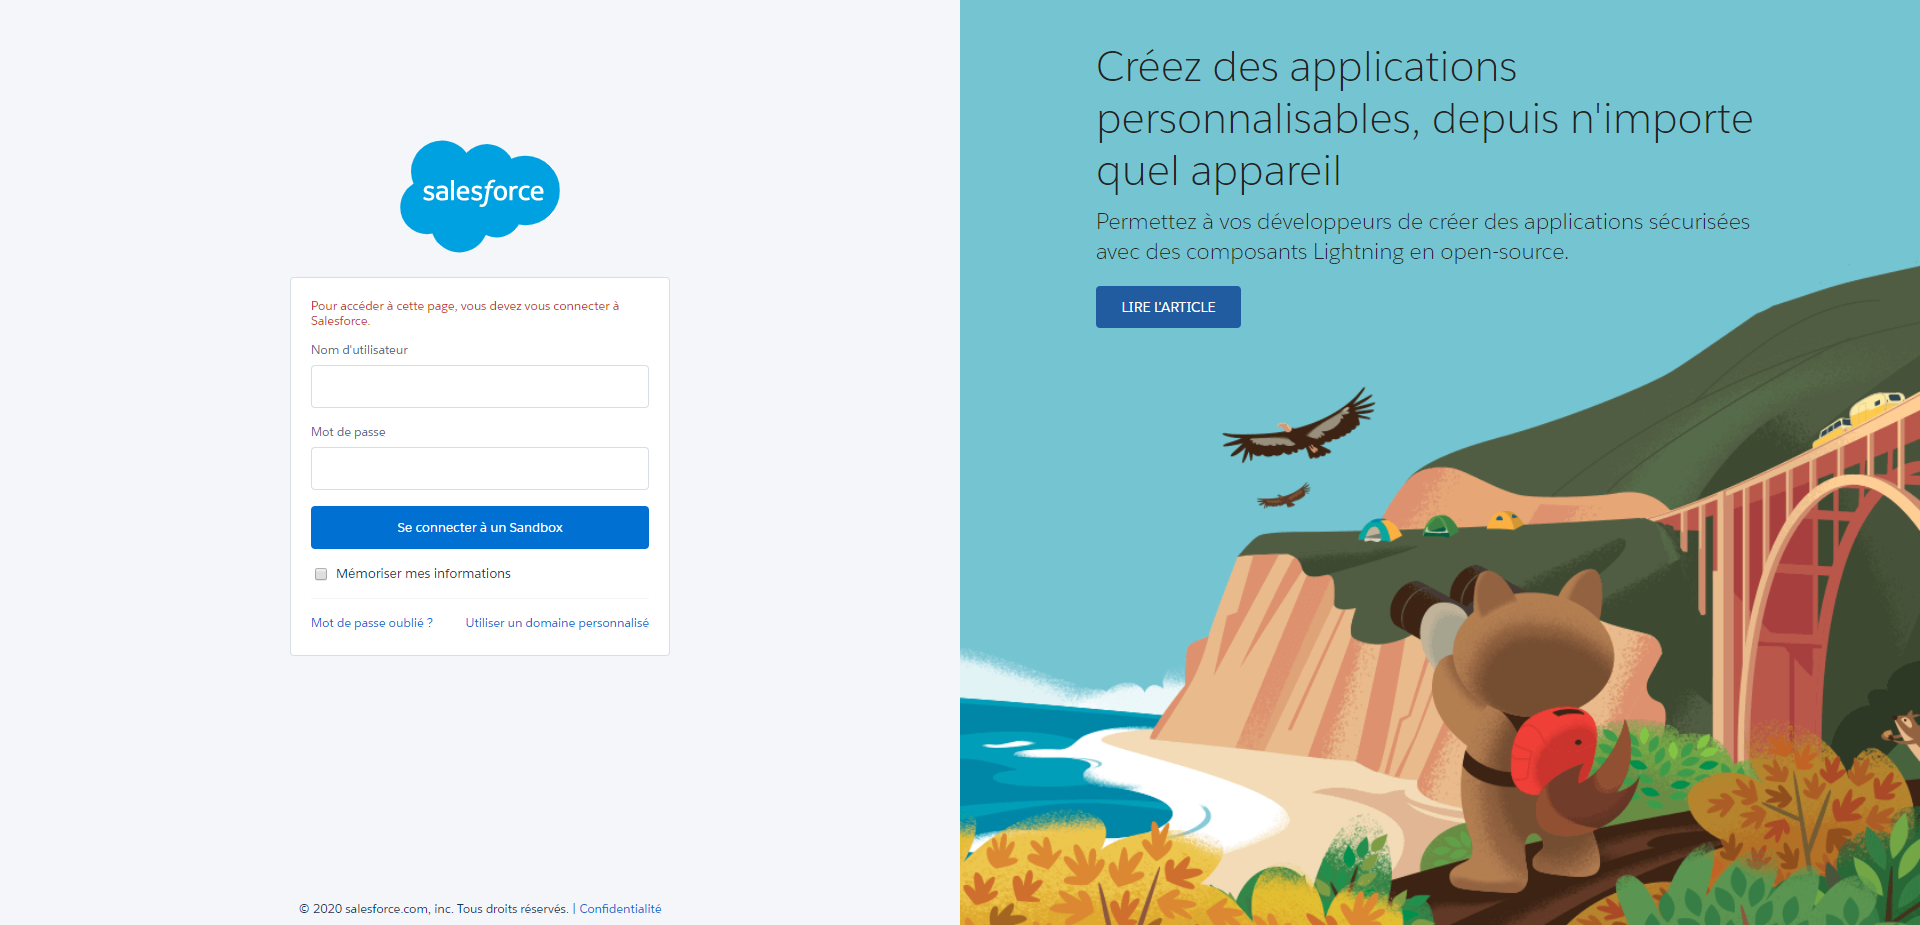 salesforce
Pour accéder à cette page, vous devez vous connecter à
Salesforce.
Nom d'utilisateur
Mot de passe
Se connecter à un Sandbox
Mémoriser mes informations
Mot de passe oublié ? Utiliser un domaine personnalisé
© 2020 salesforce.com, inc. Tous droits réservés. | Confidentialité
Créez des applications
personnalisables, depuis n'importe
quel appareil
Permettez à vos développeurs de créer des applications sécurisées
avec des composants Lightning en open-source.
LIRE L'ARTICLE